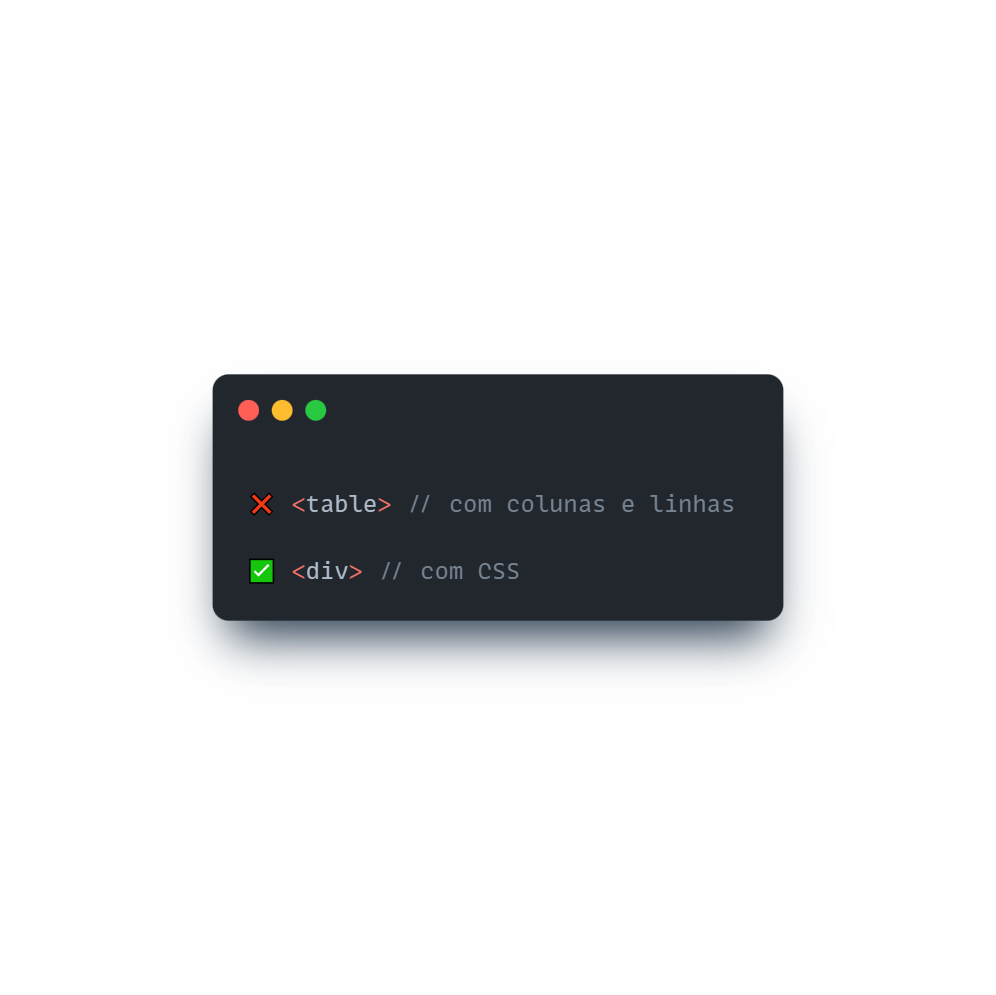 ❌ <table> // com colunas e linhas
✅ <div> // com CSS